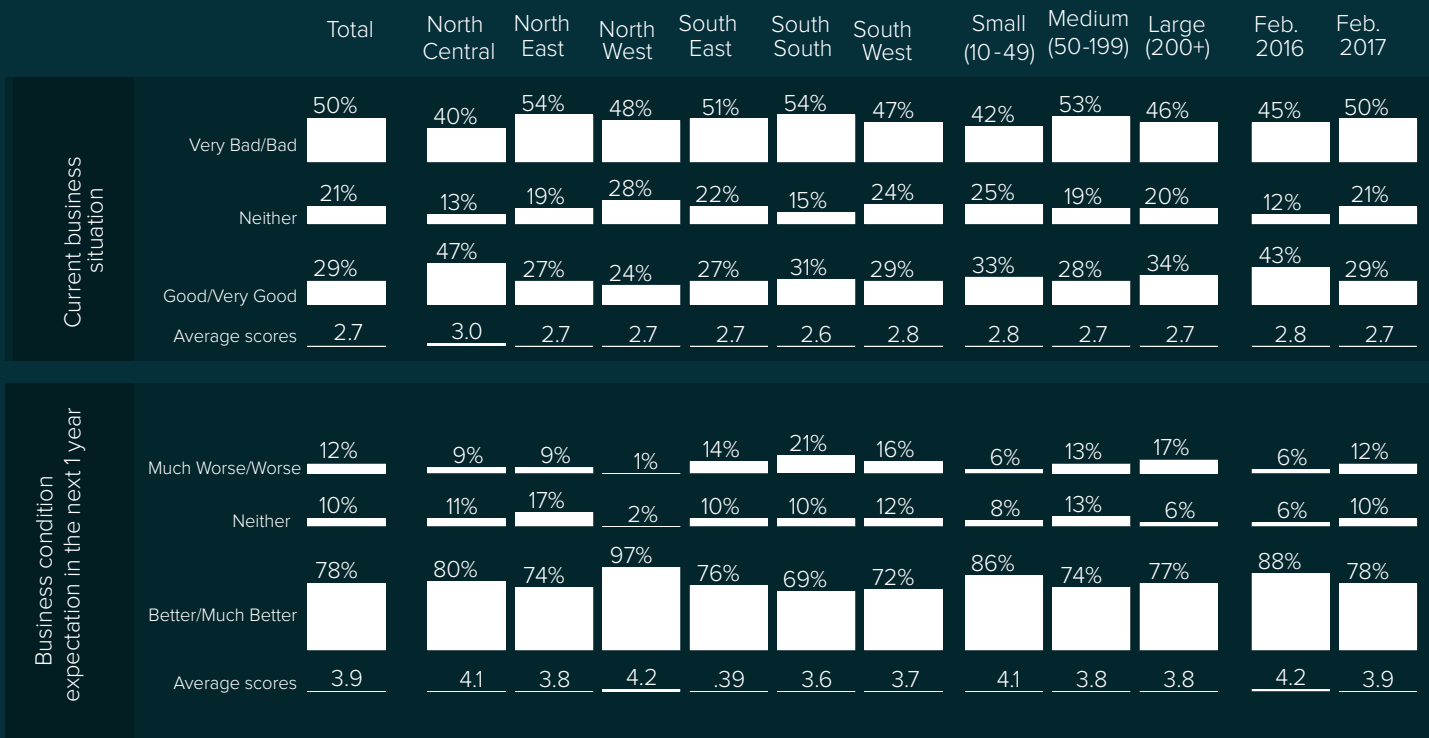 Total North Central North East North West South East South South South West Small (10-49) Medium (50-199) Large (200+) Feb. 2016 Feb. 2017
Current business
situation
50% 40% 54% 48% 51% 54% 47% 42% 53% 46% 45% 50%
Very Bad/Bad
21% 13% 19% 28% 22% 15% 24% 25% 19% 20% 12% 21%
Neither
29% 47% 27% 24% 27% 31% 29% 33% 28% 34% 43% 29%
Good/Very Good
Average scores 2.7 3.0 2.7 2.7 2.7 2.6 2.8 2.8 2.7 2.7 2.8 2.7
Business condition
expectation in the next 1 year
12% 9% 9% 1% 14% 21% 16% 6% 13% 17% 6% 12%
Much Worse/Worse
10% 11% 17% 2% 10% 10% 12% 8% 13% 6% 6% 10%
Neither
78% 80% 74% 97% 76% 69% 72% 86% 74% 77% 88% 78%
Better/Much Better
Average scores 3.9 4.1 3.8 4.2 .39 3.6 3.7 4.1 3.8 3.8 4.2 3.9